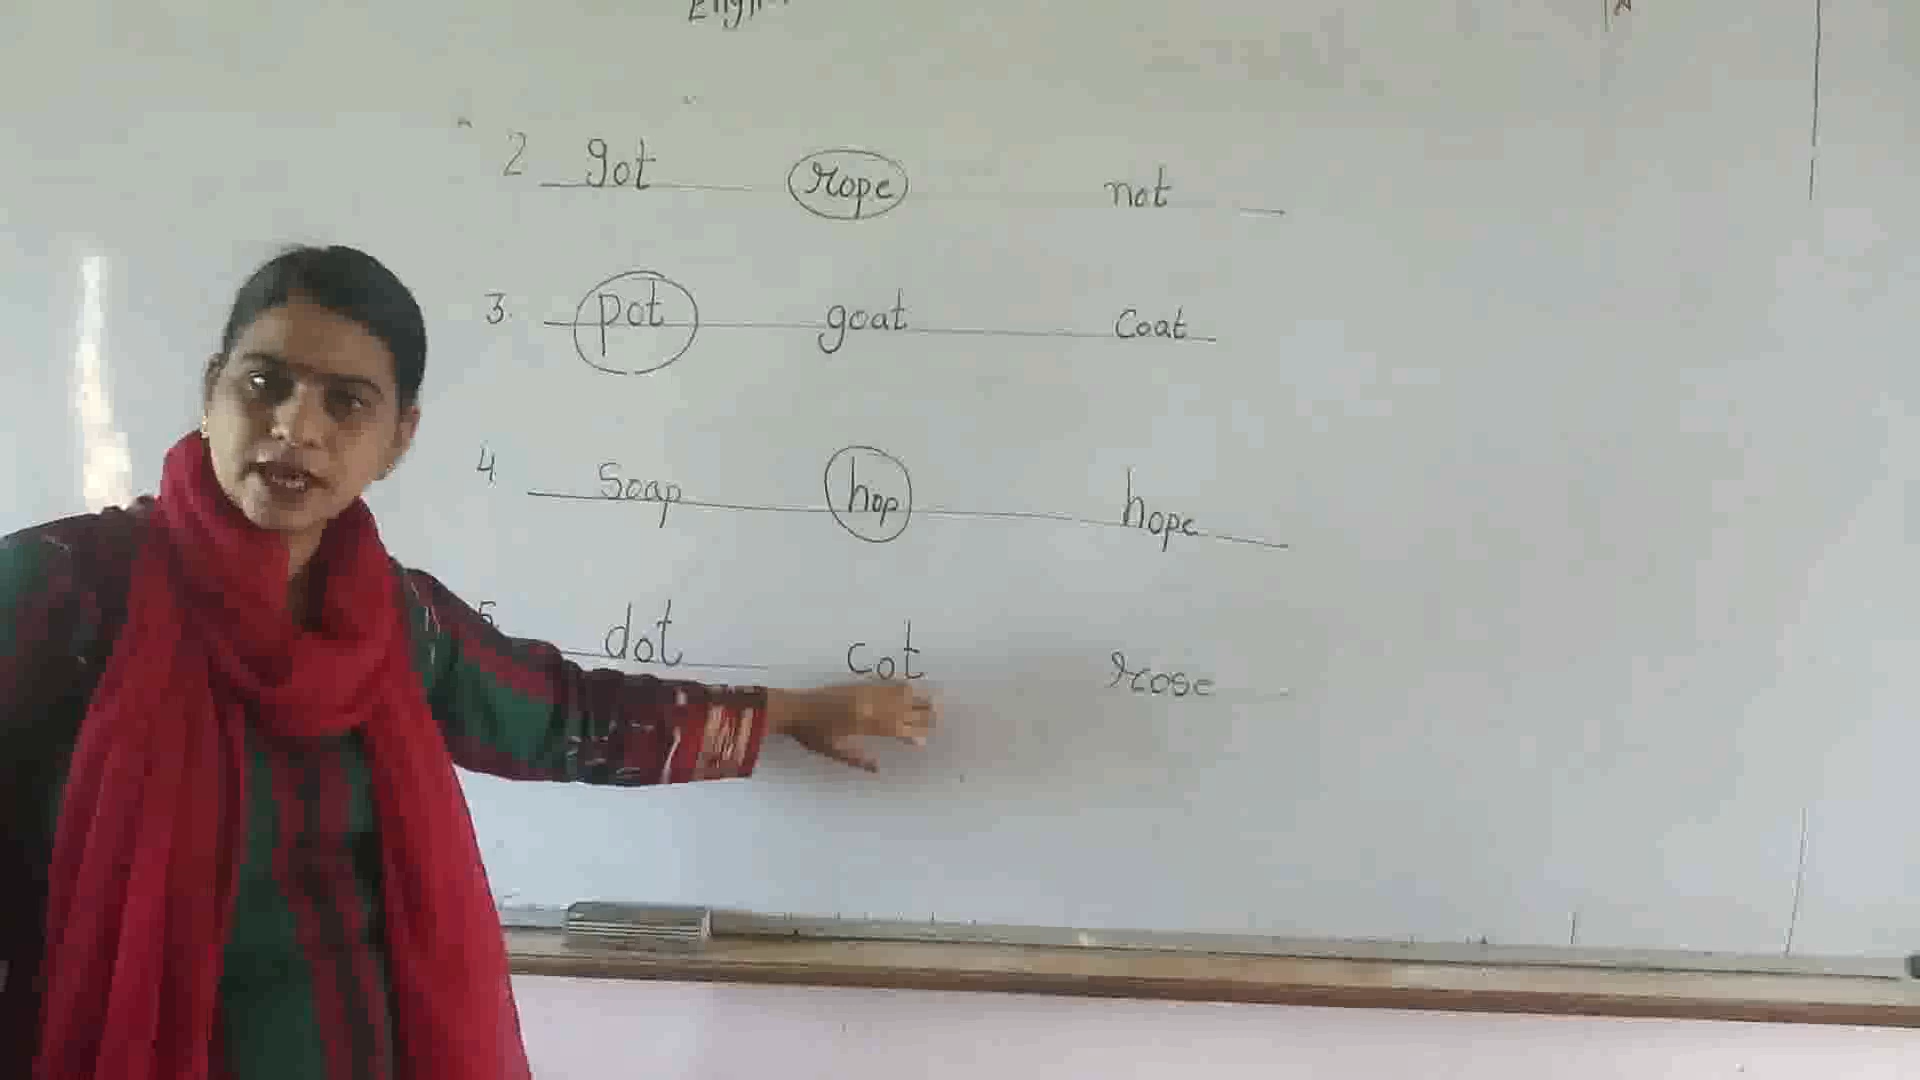 2 got rope not
3. pot goat coat
4. Soap hop hope
5. dot cot rose